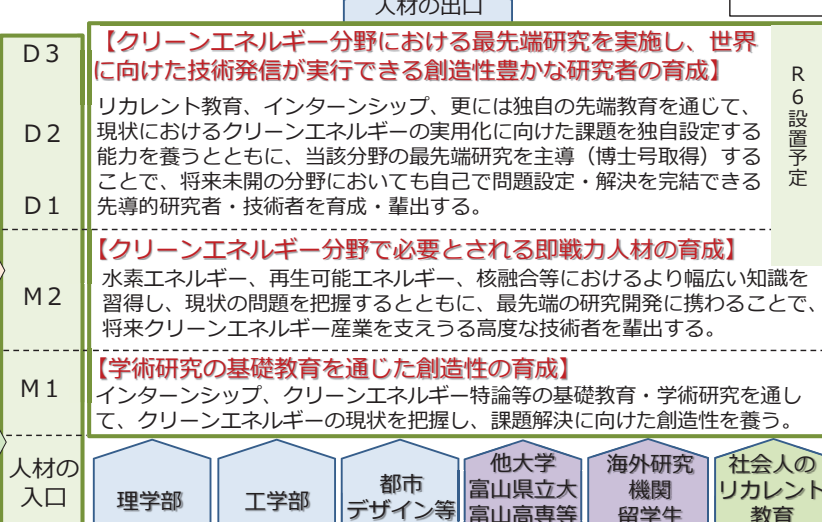 人材の出口
D3
【クリーンエネルギー分野における最先端研究を実施し、世界
に向けた技術発信が実行できる創造性豊かな研究者の育成】
R6設置予定
D2
リカレント教育、インターンシップ、更には独自の先端教育を通じて、
現状におけるクリーンエネルギーの実用化に向けた課題を独自設定する
能力を養うとともに、当該分野の最先端研究を主導（博士号取得）する
ことで、将来未開の分野においても自己で問題設定・解決を完結できる
先導的研究者・技術者を育成・輩出する。
D1
【クリーンエネルギー分野で必要とされる即戦力人材の育成】
M2
水素エネルギー、再生可能エネルギー、核融合等におけるより幅広い知識を
習得し、現状の問題を把握するとともに、最先端の研究開発に携わることで、
将来クリーンエネルギー産業を支えうる高度な技術者を輩出する。
M1
【学術研究の基礎教育を通じた創造性の育成】
インターンシップ、クリーンエネルギー特論等の基礎教育・学術研究を通し
て、クリーンエネルギーの現状を把握し、課題解決に向けた創造性を養う。
人材の
入口
理学部
工学部
都市
デザイン等
他大学
富山県立大
富山高専等
海外研究
機関
留学生
社会人の
リカレント
教育